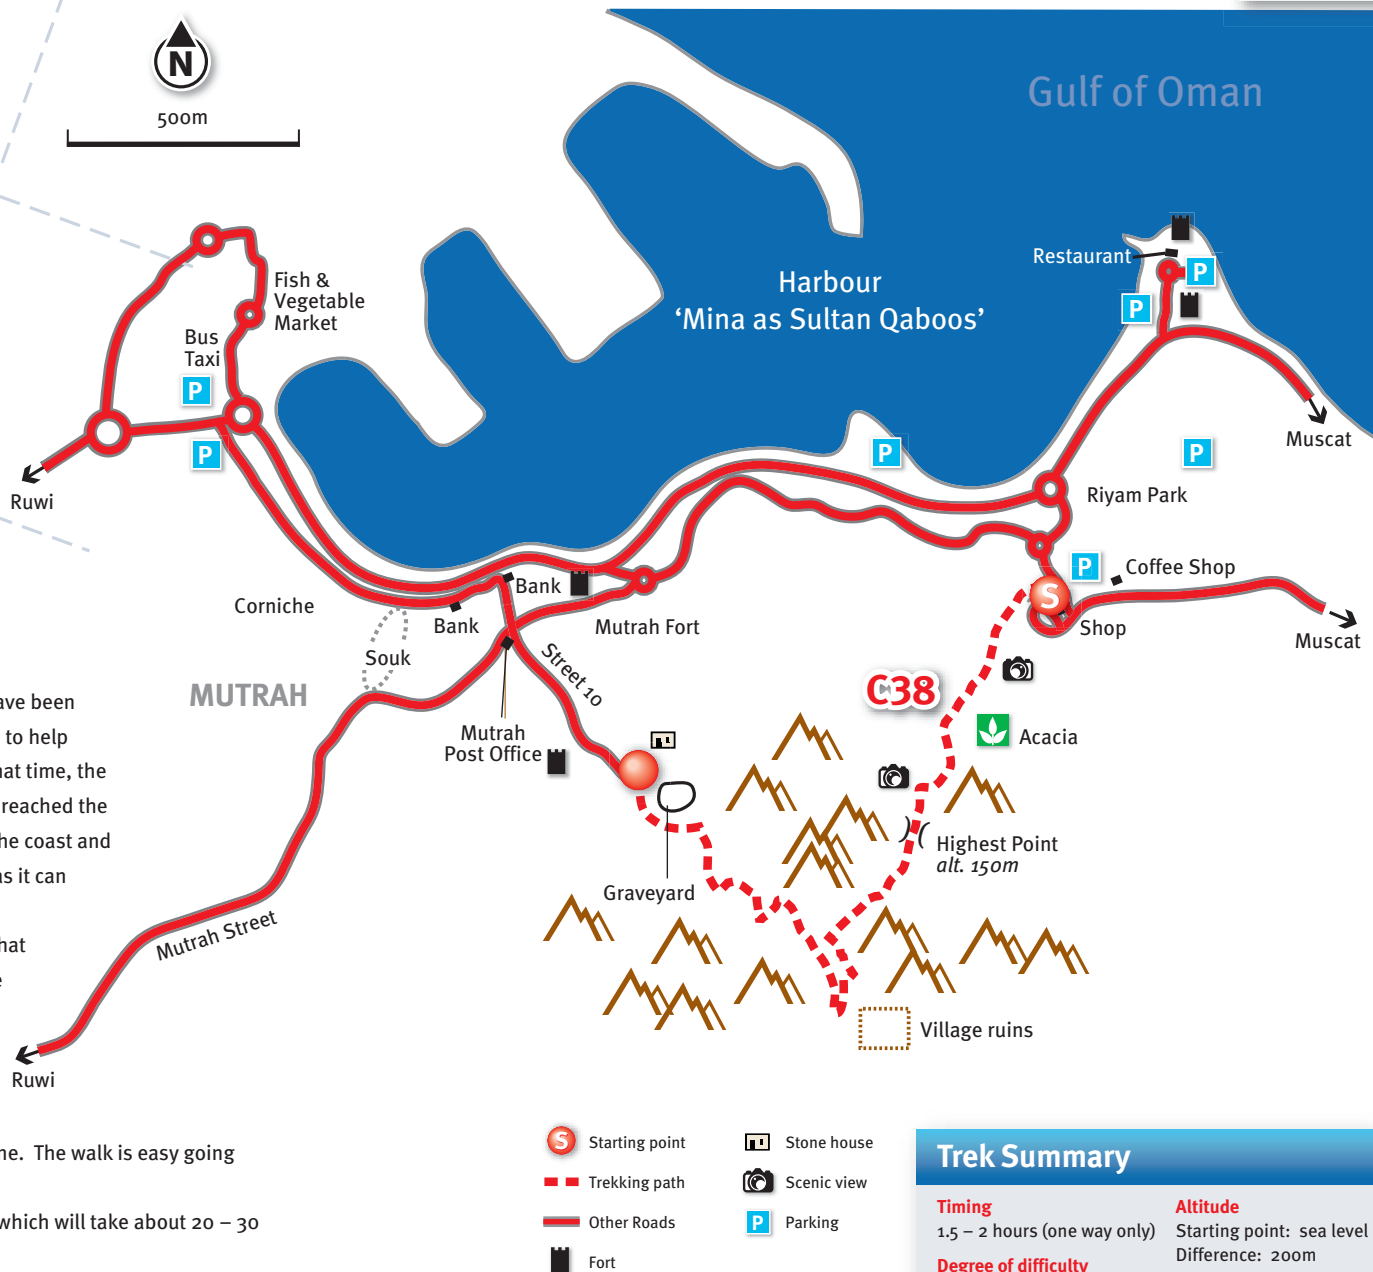 N
500m
Gulf of Oman
Harbour
‘Mina as Sultan Qaboos’
Restaurant
P
P
Fish &
Vegetable
Market
Bus
Taxi
P
P
Ruwi
P
P
Muscat
Riyam Park
P
Coffee Shop
S
Shop
Muscat
Corniche
Bank
Bank
Mutrah Fort
Souk
MUTRAH
Street 10
C38
Mutrah
Post Office
Acacia
Highest Point
alt. 150m
Graveyard
Mutrah Street
Village ruins
Ruwi
ave been
to help
hat time, the
reached the
he coast and
as it can
hat
e
ne. The walk is easy going
which will take about 20 – 30
S Starting point
Trekking path
Other Roads
Fort
Stone house
Scenic view
P Parking
Trek Summary
Timing
1.5 – 2 hours (one way only)
Degree of difficulty
Altitude
Starting point: sea level
Difference: 200m